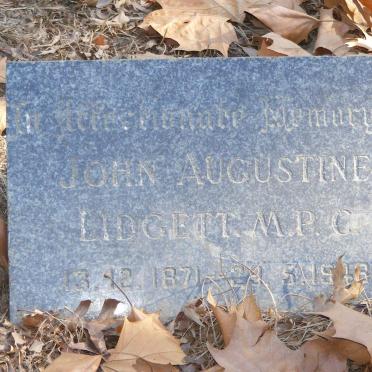 In Affectionate Memory
JOHN AUGUSTINE
LIDGETT. M.P.C.
13.12.1871 -